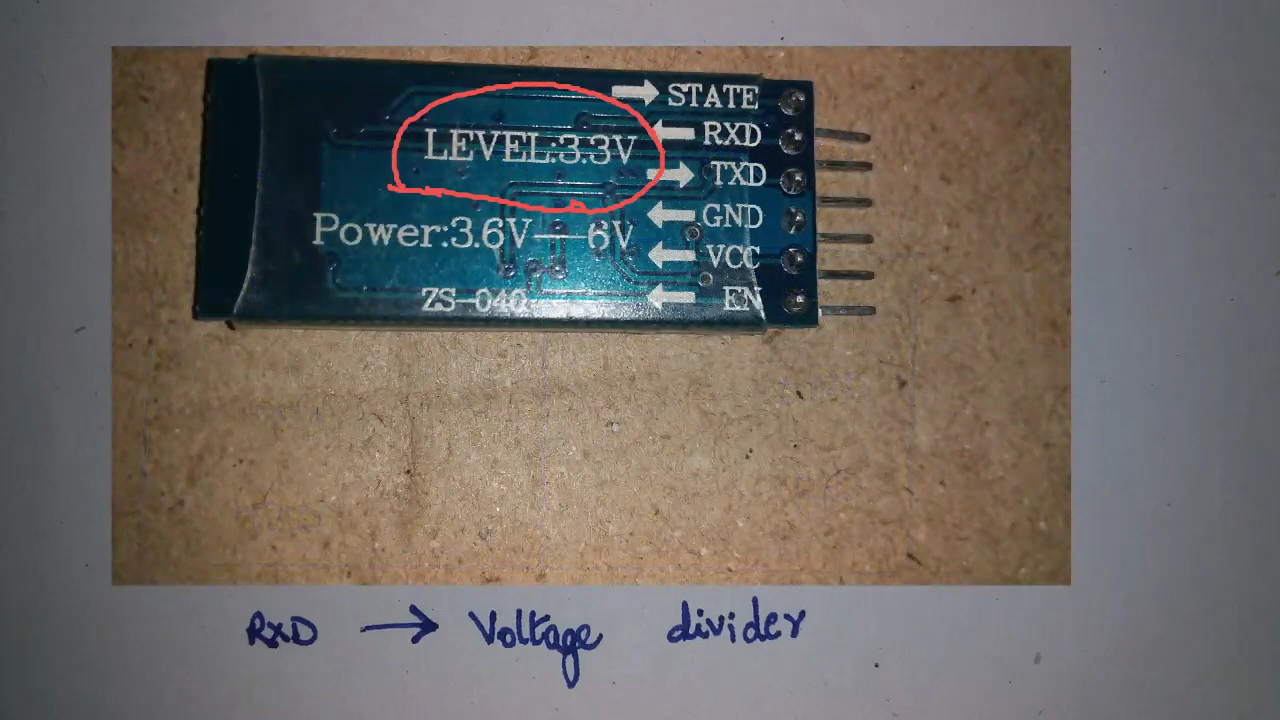 STATE
LEVEL:3.3V
RXD
TXD
Power:3.6V—6V
GND
VCC
ZS-040
EN
RXD → Voltage divider